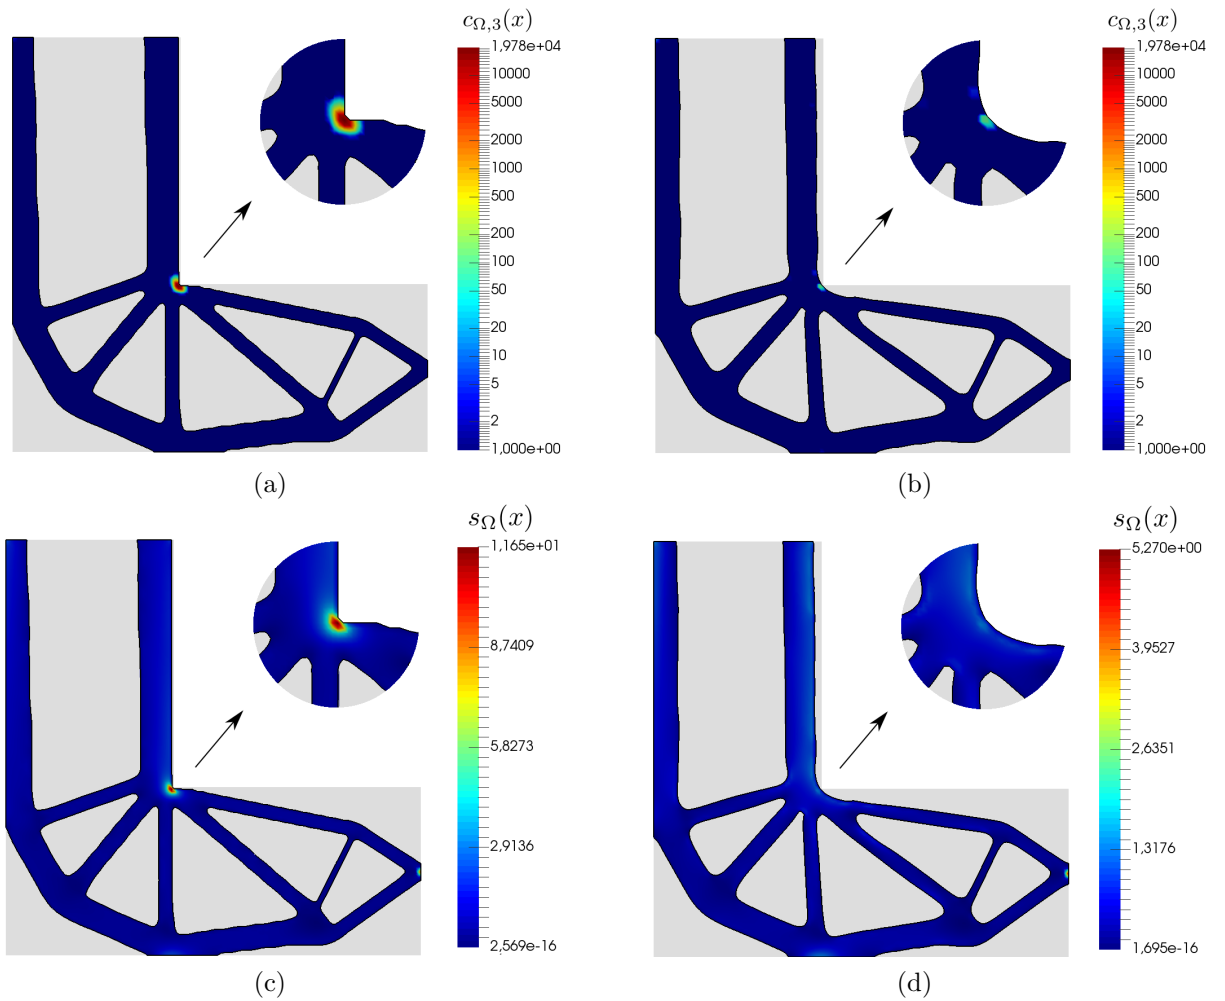 c_{Ω,3}(x)
1,978e+04
10000
5000
2000
1000
500
200
100
50
20
10
5
2
1,000e+00
(a)
c_{Ω,3}(x)
1,978e+04
10000
5000
2000
1000
500
200
100
50
20
10
5
2
1,000e+00
(b)
s_Ω(x)
1,165e+01
8,7409
5,8273
2,9136
2,569e-16
(c)
s_Ω(x)
5,270e+00
3,9527
2,6351
1,3176
1,695e-16
(d)